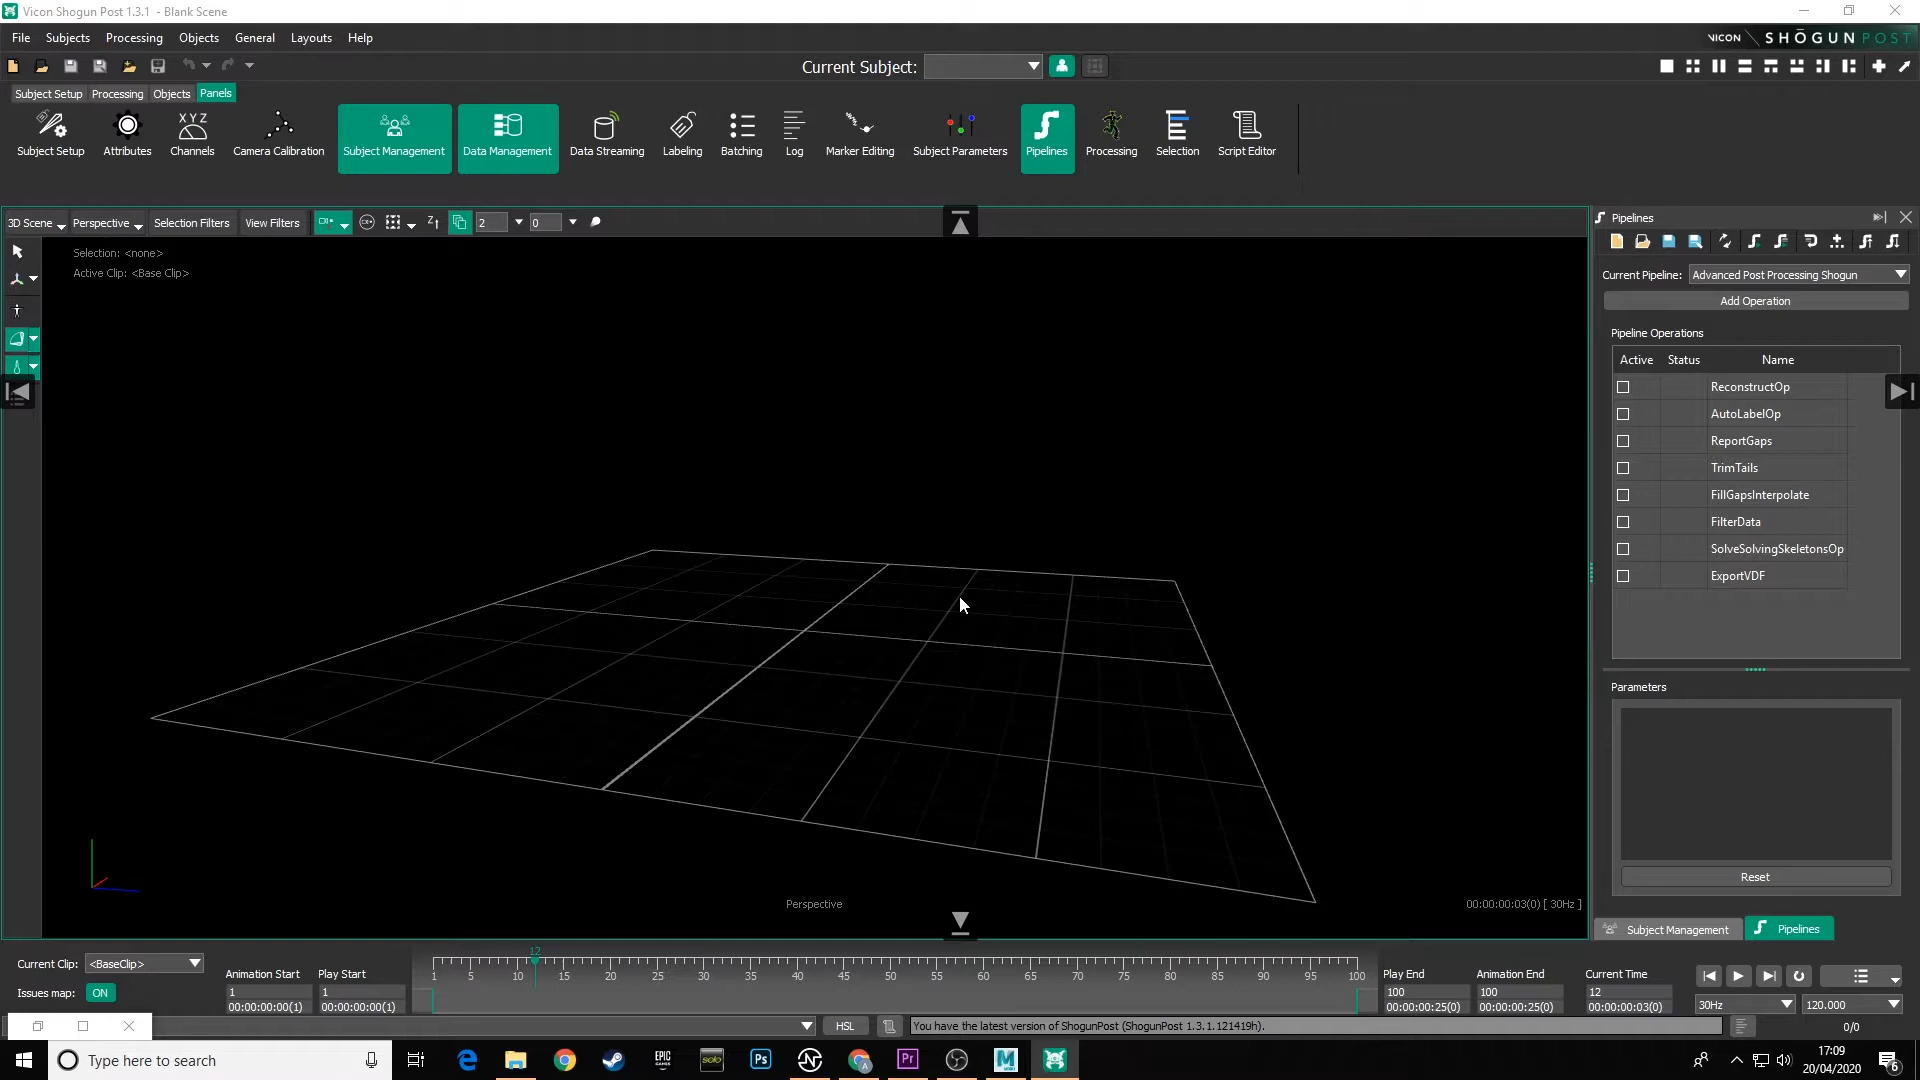 Vicon Shogun Post 1.3.1 - Blank Scene
File Subjects Processing Objects General Layouts Help
VICON SHŌGUN POST
Current Subject:
Subject Setup Processing Objects Panels
Subject Setup Attributes Channels Camera Calibration Subject Management Data Management Data Streaming Labeling Batching Log Marker Editing Subject Parameters Pipelines Processing Selection Script Editor
XYZ
3D Scene Perspective Selection Filters View Filters 2 0
Selection: <none>
Active Clip: <Base Clip>
Pipelines
Current Pipeline: Advanced Post Processing Shogun
Add Operation
Pipeline Operations
Active Status Name
ReconstructOp
AutoLabelOp
ReportGaps
TrimTails
FillGapsInterpolate
FilterData
SolveSolvingSkeletonsOp
ExportVDF
Parameters
Reset
Perspective
00:00:00:03(0) [ 30Hz ]
Subject Management Pipelines
Current Clip: <BaseClip>
Issues map: ON
Animation Start Play Start
1 1
00:00:00:00(1) 00:00:00:00(1)
12
1 5 10 15 20 25 30 35 40 45 50 55 60 65 70 75 80 85 90 95 100
Play End Animation End Current Time
100 100 12
00:00:00:25(0) 00:00:00:25(0) 00:00:00:03(0)
30Hz 120.000
HSL
You have the latest version of ShogunPost (ShogunPost 1.3.1.121419h).
0/0
Type here to search
EPIC GAMES
solo
Ps
Pr
M
17:09
20/04/2020
6